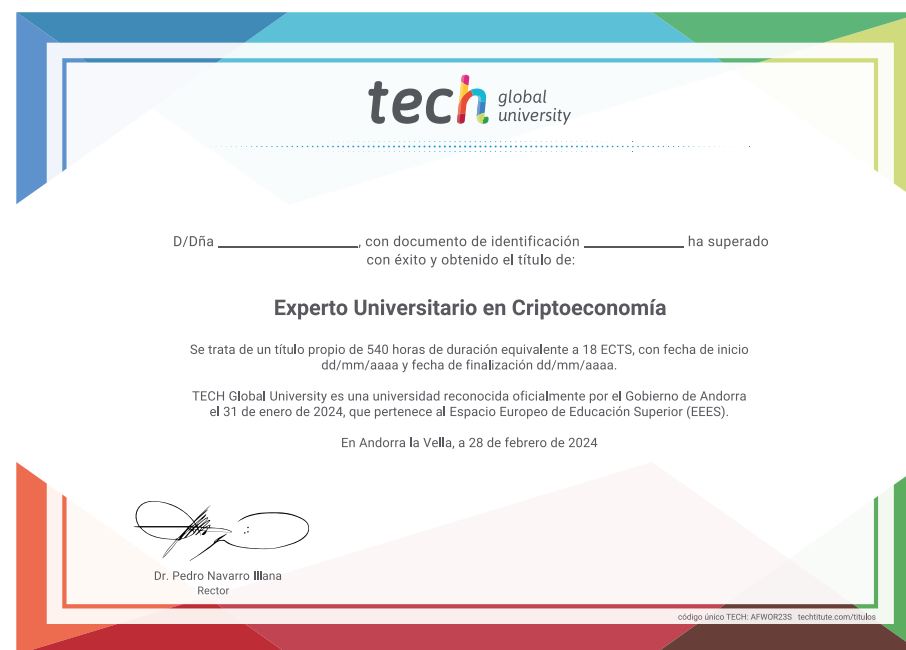 tech global university
D/Dña ____________, con documento de identificación ____________ ha superado
con éxito y obtenido el título de:
Experto Universitario en Criptoeconomía
Se trata de un título propio de 540 horas de duración equivalente a 18 ECTS, con fecha de inicio
dd/mm/aaaa y fecha de finalización dd/mm/aaaa.
TECH Global University es una universidad reconocida oficialmente por el Gobierno de Andorra
el 31 de enero de 2024, que pertenece al Espacio Europeo de Educación Superior (EEES).
En Andorra la Vella, a 28 de febrero de 2024
Dr. Pedro Navarro Illana
Rector
código único TECH: AFWOR23S techtitute.com/titulos